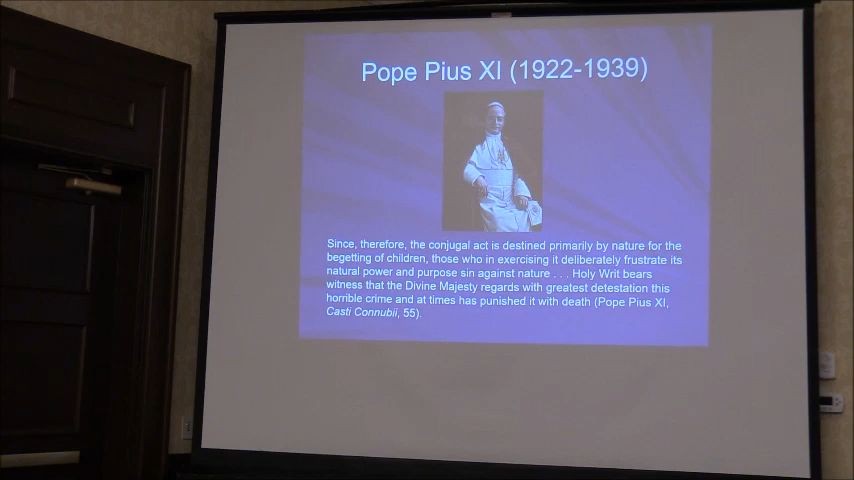 Pope Pius XI (1922-1939)
Since, therefore, the conjugal act is destined primarily by nature for the
begetting of children, those who in exercising it deliberately frustrate its
natural power and purpose sin against nature . . . Holy Writ bears
witness that the Divine Majesty regards with greatest detestation this
horrible crime and at times has punished it with death (Pope Pius XI,
Casti Connubii, 55).